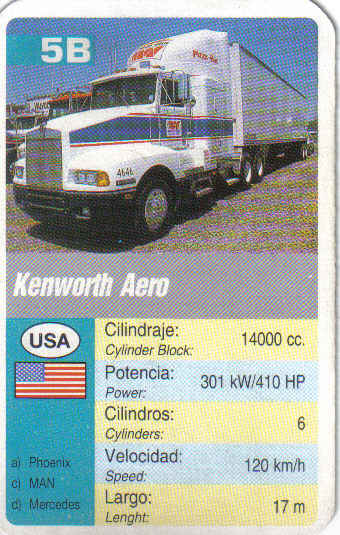 5B
4646
Kenworth Aero
USA
Cilindraje:
Cylinder Block:
14000 cc.
Potencia:
Power:
301 kW/410 HP
Cilindros:
Cylinders:
6
Velocidad:
Speed:
120 km/h
Largo:
Lenght:
17 m
a) Phoenix
c) MAN
d) Mercedes